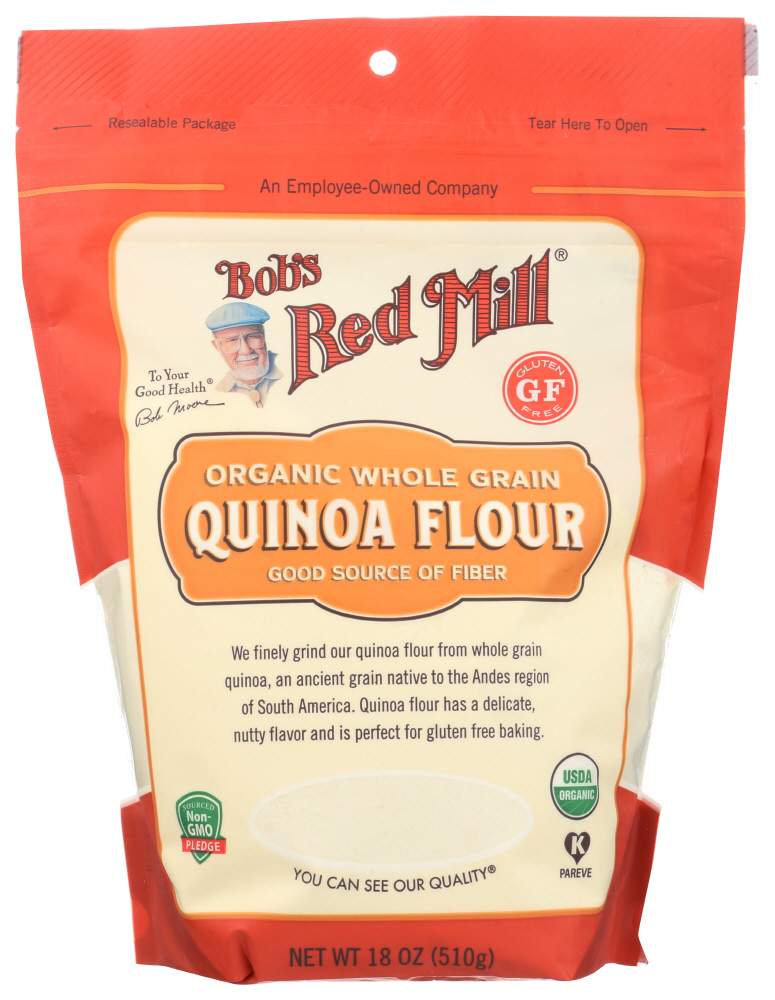 Resealable Package
Tear Here To Open
An Employee-Owned Company
Bob's
Red Mill®
To Your
Good Health®
Bob Moore
GLUTEN
GF
FREE
ORGANIC WHOLE GRAIN
QUINOA FLOUR
GOOD SOURCE OF FIBER
We finely grind our quinoa flour from whole grain
quinoa, an ancient grain native to the Andes region
of South America. Quinoa flour has a delicate,
nutty flavor and is perfect for gluten free baking.
SOURCED
Non-
GMO
PLEDGE
USDA
ORGANIC
K
PAREVE
YOU CAN SEE OUR QUALITY®
NET WT 18 OZ (510g)